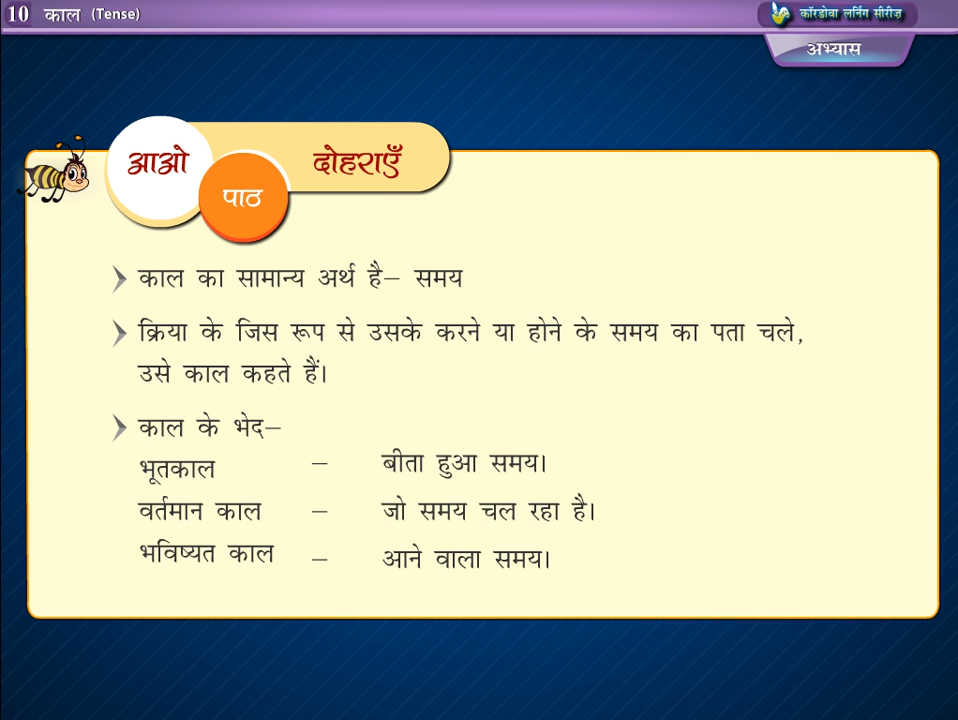 10 काल (Tense)
कॉरडोवा लर्निंग सीरीज़
अभ्यास
आओ
पाठ
दोहराएँ
काल का सामान्य अर्थ है– समय
क्रिया के जिस रूप से उसके करने या होने के समय का पता चले,
उसे काल कहते हैं।
काल के भेद–
भूतकाल – बीता हुआ समय।
वर्तमान काल – जो समय चल रहा है।
भविष्यत काल – आने वाला समय।